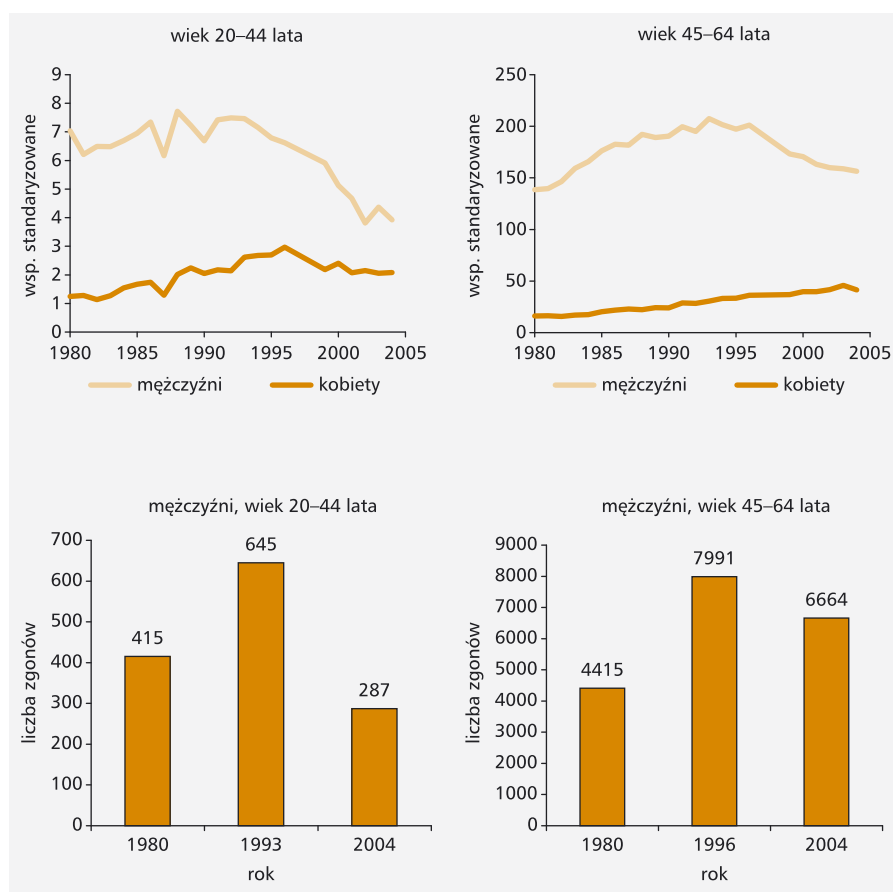 wiek 20–44 lata
wsp. standaryzowane
9
8
7
6
5
4
3
2
1
0
1980 1985 1990 1995 2000 2005
mężczyźni kobiety
wiek 45–64 lata
wsp. standaryzowane
250
200
150
100
50
0
1980 1985 1990 1995 2000 2005
mężczyźni kobiety
mężczyźni, wiek 20–44 lata
liczba zgonów
700
600
500
400
300
200
100
0
415
645
287
1980 1993 2004
rok
mężczyźni, wiek 45–64 lata
liczba zgonów
9000
8000
7000
6000
5000
4000
3000
2000
1000
0
4415
7991
6664
1980 1996 2004
rok